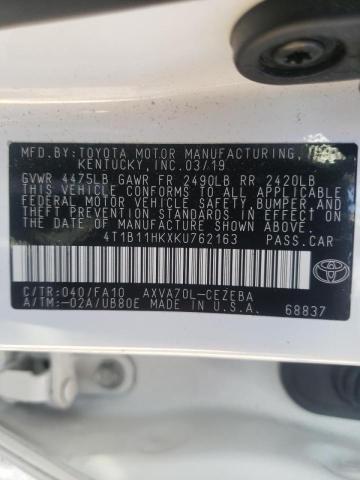 MFD.BY:TOYOTA MOTOR MANUFACTURING,
KENTUCKY, INC. 03/19
GVWR 4475LB GAWR FR 2490LB RR 2420LB
THIS VEHICLE CONFORMS TO ALL APPLICABLE
FEDERAL MOTOR VEHICLE SAFETY,BUMPER,AND
THEFT PREVENTION STANDARDS IN EFFECT ON
THE DATE OF MANUFACTURE SHOWN ABOVE.
4T1B11HKXKU762163 PASS.CAR
C/TR:040/FA10 AXVA70L-CEZEBA
A/TM:-02A/UB80E MADE IN U.S.A. 68837